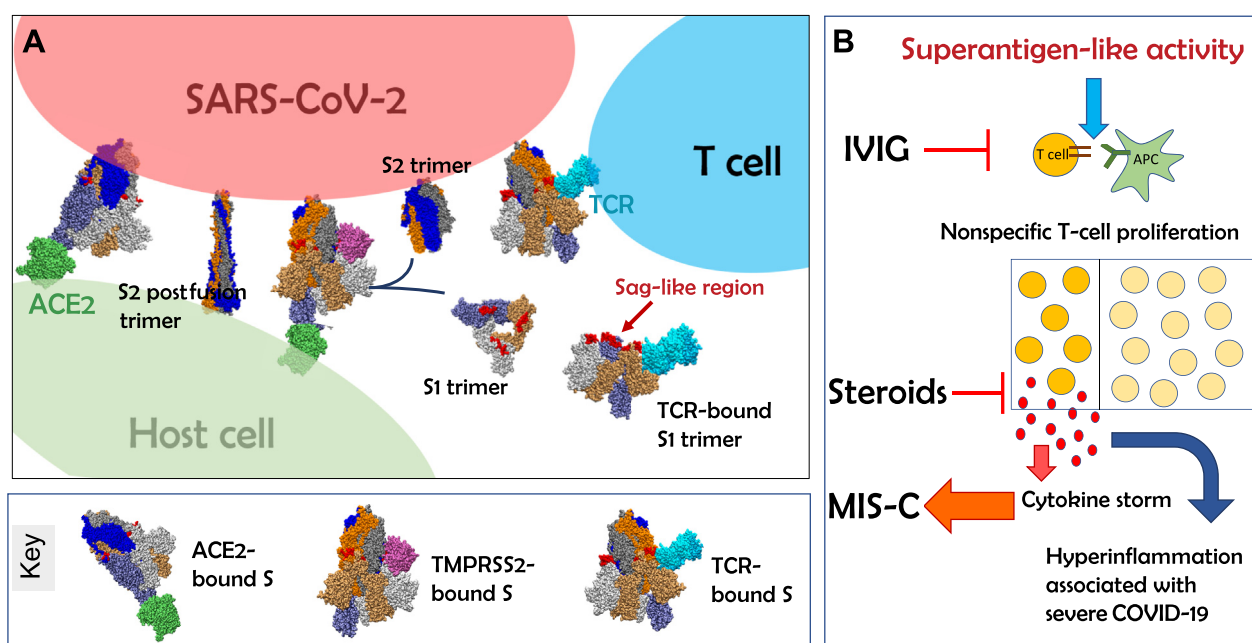 A
SARS-CoV-2
S2 trimer
T cell
TCR
ACE2
S2 postfusion
trimer
Sag-like region
S1 trimer
TCR-bound
S1 trimer
Host cell
Key
ACE2-
bound S
TMPRSS2-
bound S
TCR-
bound S
B
Superantigen-like activity
IVIG
T cell
APC
Nonspecific T-cell proliferation
Steroids
MIS-C
Cytokine storm
Hyperinflammation
associated with
severe COVID-19